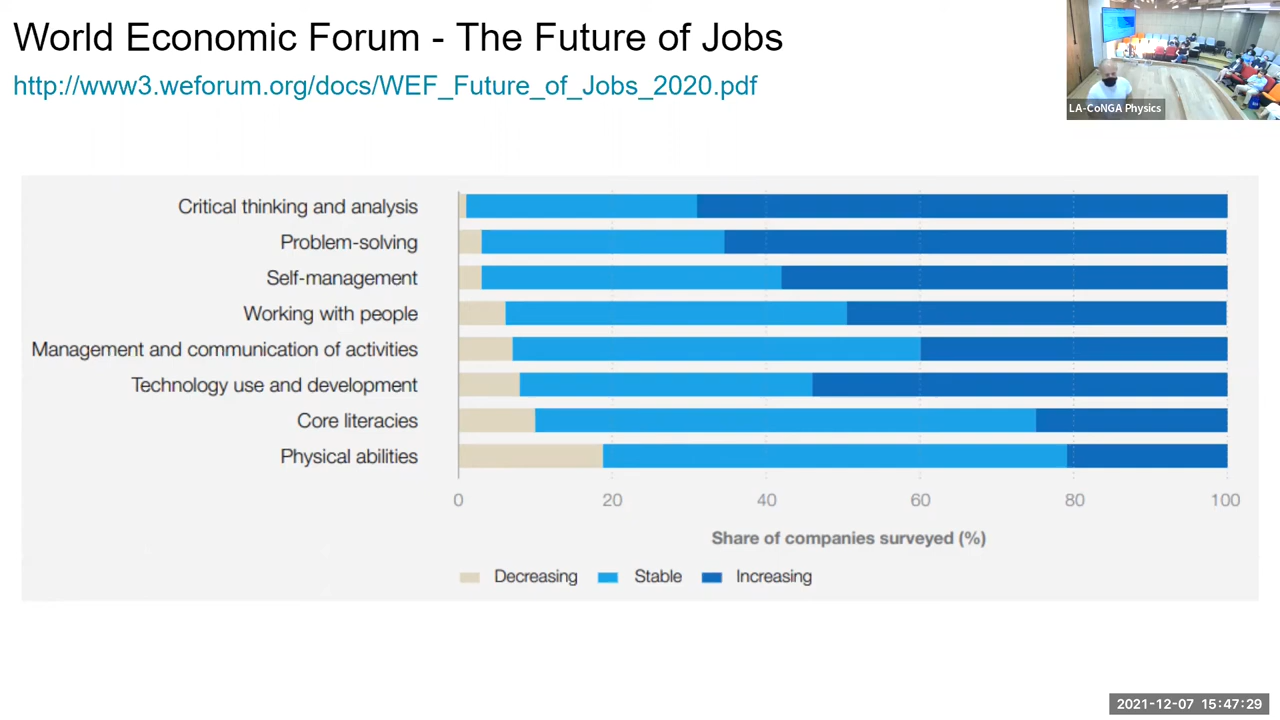 World Economic Forum - The Future of Jobs
http://www3.weforum.org/docs/WEF_Future_of_Jobs_2020.pdf
LA-CoNGA Physics
Critical thinking and analysis
Problem-solving
Self-management
Working with people
Management and communication of activities
Technology use and development
Core literacies
Physical abilities
0 20 40 60 80 100
Share of companies surveyed (%)
Decreasing Stable Increasing
2021-12-07 15:47:29